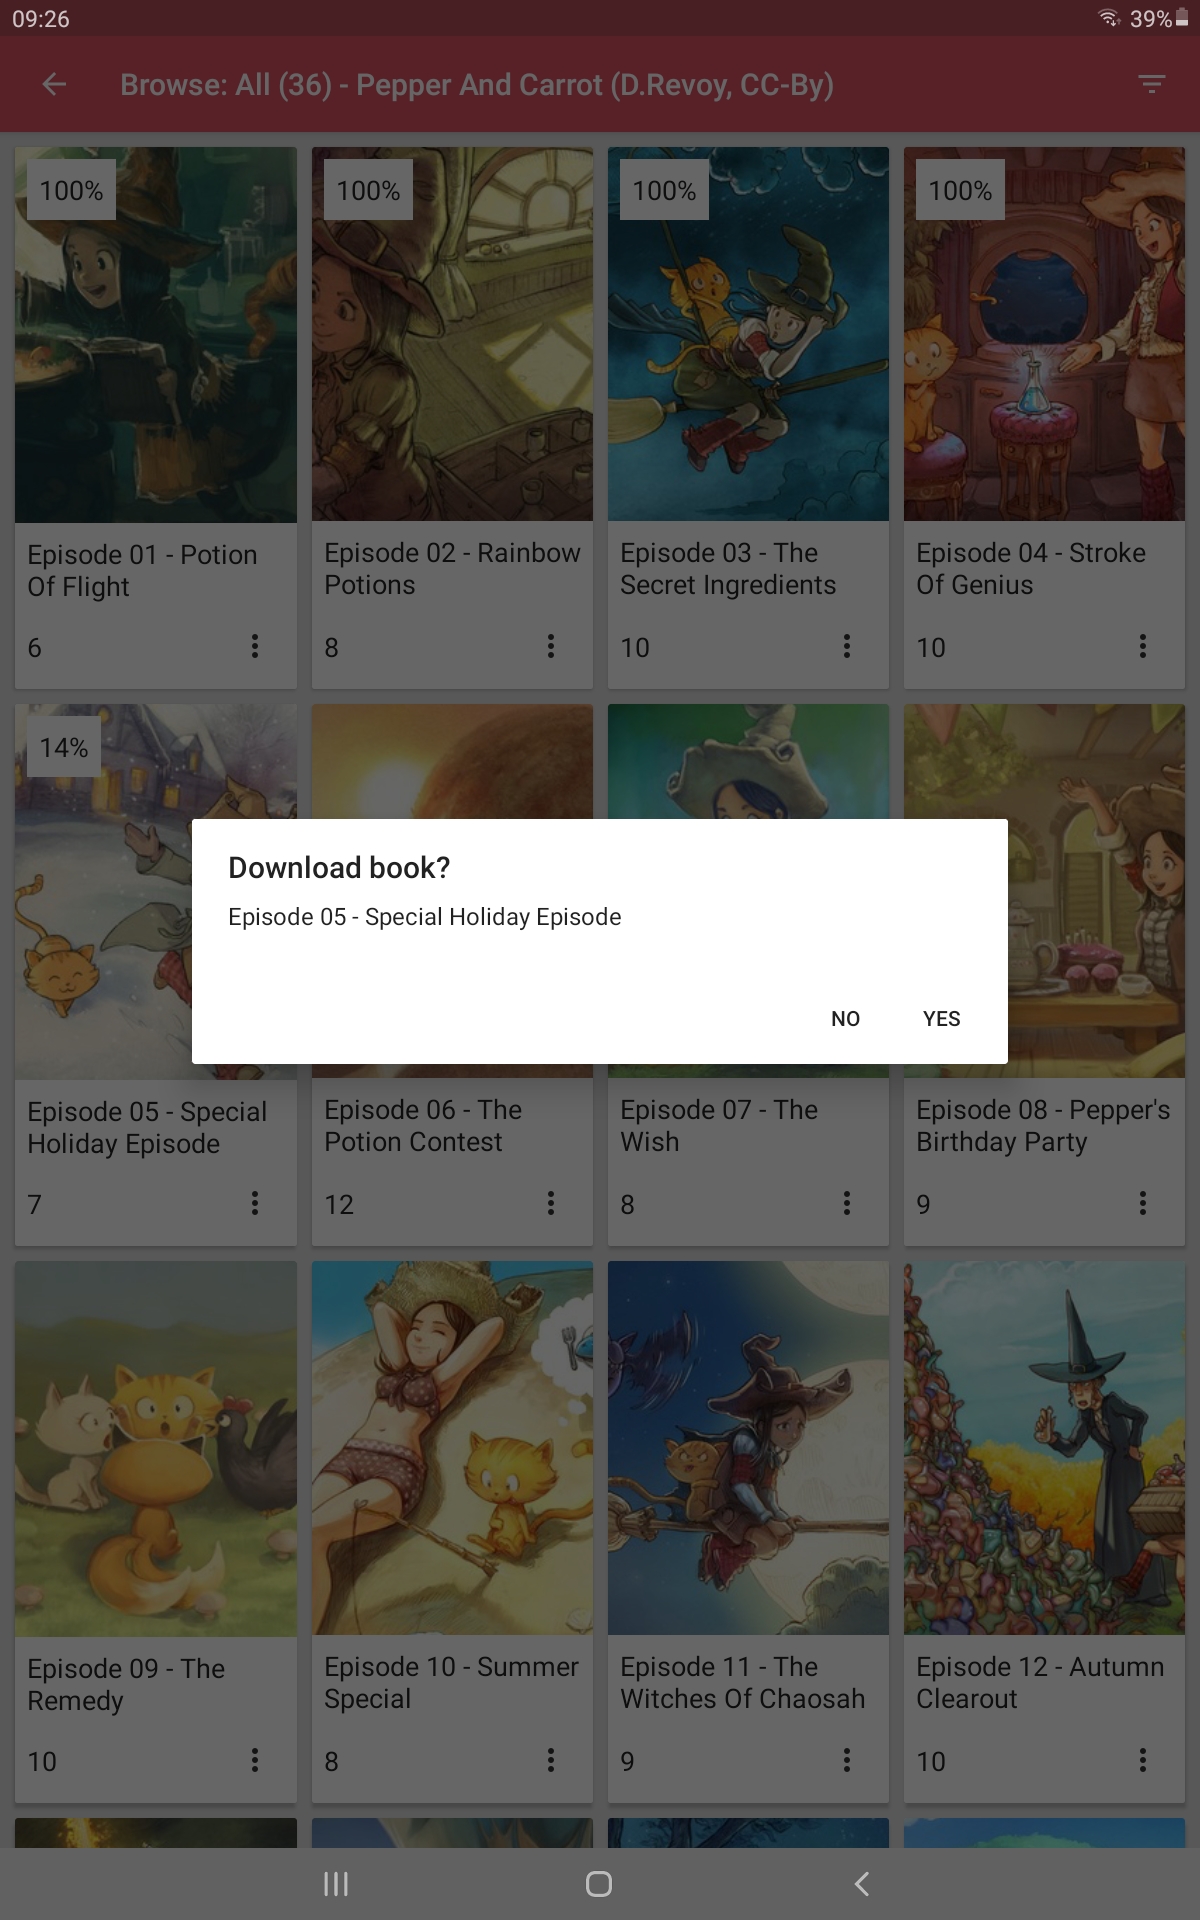 09:26
39%
Browse: All (36) - Pepper And Carrot (D.Revoy, CC-By)
100%
100%
100%
100%
Episode 01 - Potion
Of Flight
6
Episode 02 - Rainbow
Potions
8
Episode 03 - The
Secret Ingredients
10
Episode 04 - Stroke
Of Genius
10
14%
Download book?
Episode 05 - Special Holiday Episode
NO
YES
Episode 05 - Special
Holiday Episode
7
Episode 06 - The
Potion Contest
12
Episode 07 - The
Wish
8
Episode 08 - Pepper's
Birthday Party
9
Episode 09 - The
Remedy
10
Episode 10 - Summer
Special
8
Episode 11 - The
Witches Of Chaosah
9
Episode 12 - Autumn
Clearout
10